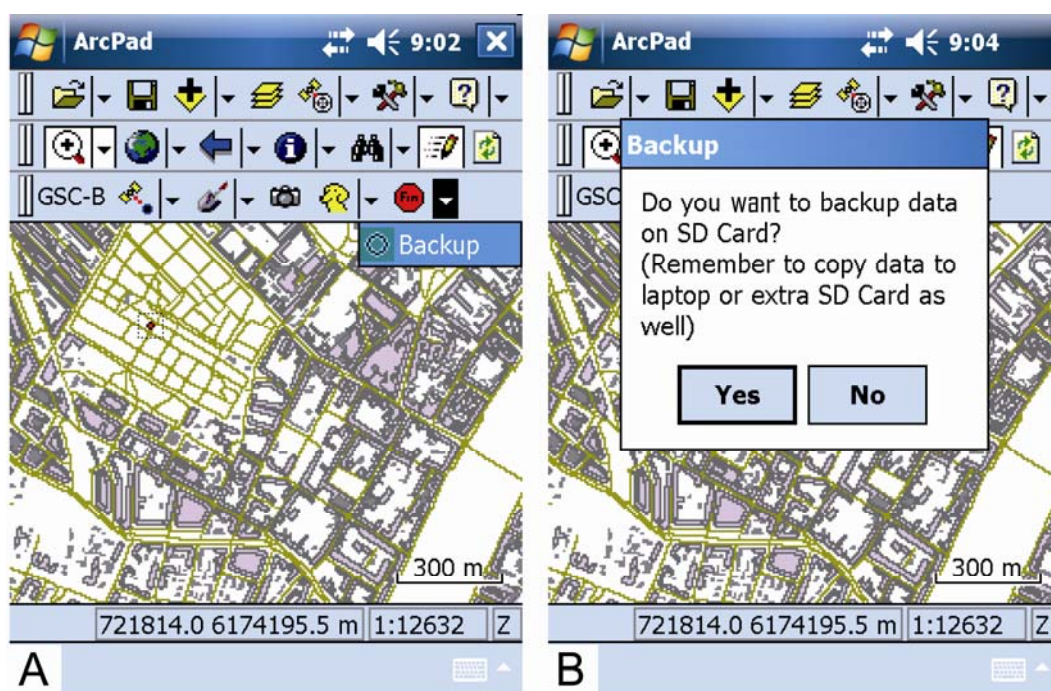 ArcPad 9:02
GSC-B Fin
Backup
300 m
721814.0 6174195.5 m 1:12632 Z
A
ArcPad 9:04
Backup
GSC
Do you want to backup data
on SD Card?
(Remember to copy data to
laptop or extra SD Card as
well)
Yes No
300 m
721814.0 6174195.5 m 1:12632 Z
B